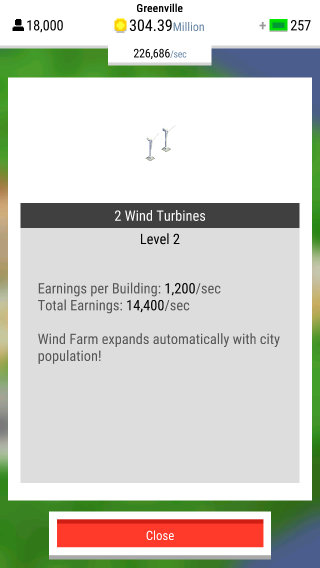 Greenville
18,000
304.39Million
+ 257
226,686/sec
2 Wind Turbines
Level 2
Earnings per Building: 1,200/sec
Total Earnings: 14,400/sec
Wind Farm expands automatically with city
population!
Close